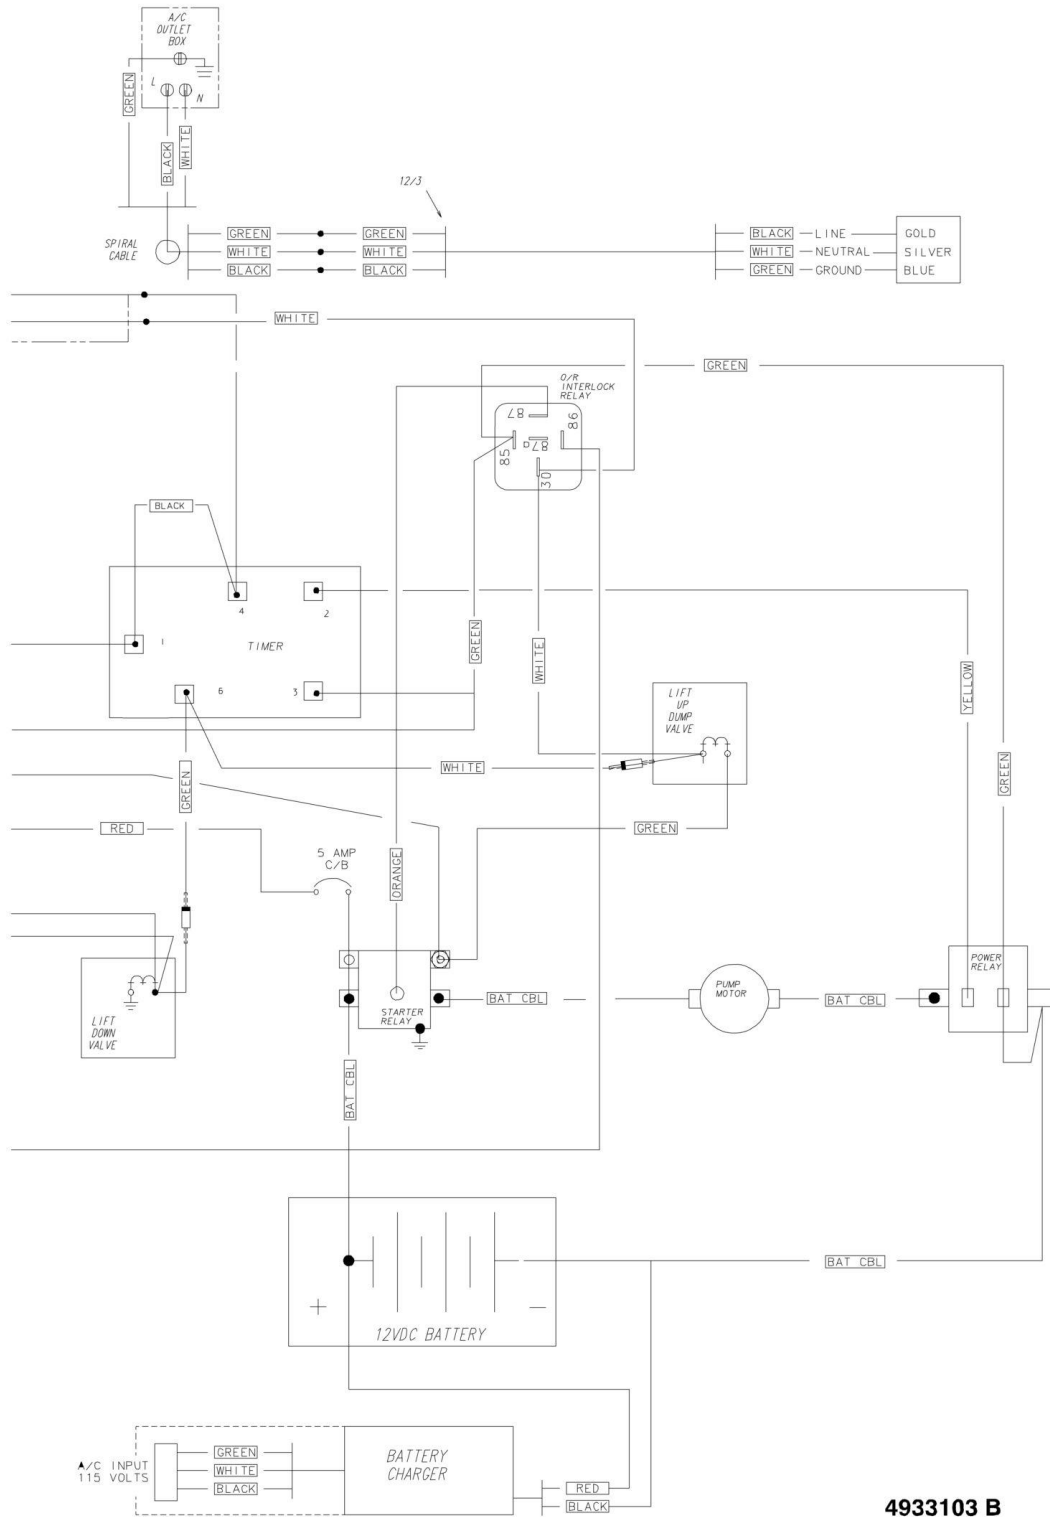 A/C
OUTLET
BOX
L
N
GREEN
BLACK
WHITE
12/3
SPIRAL
CABLE
GREEN
GREEN
WHITE
WHITE
BLACK
BLACK
BLACK LINE GOLD
WHITE NEUTRAL SILVER
GREEN GROUND BLUE
WHITE
GREEN
O/R
INTERLOCK
RELAY
87
86
87a
85
30
BLACK
4
2
1
TIMER
6
3
GREEN
WHITE
YELLOW
LIFT
UP
DUMP
VALVE
WHITE
GREEN
GREEN
RED
GREEN
5 AMP
C/B
ORANGE
POWER
RELAY
PUMP
MOTOR
BAT CBL
BAT CBL
STARTER
RELAY
LIFT
DOWN
VALVE
BAT CBL
BAT CBL
+
—
12VDC BATTERY
A/C INPUT
115 VOLTS
GREEN
WHITE
BLACK
BATTERY
CHARGER
RED
BLACK
4933103 B